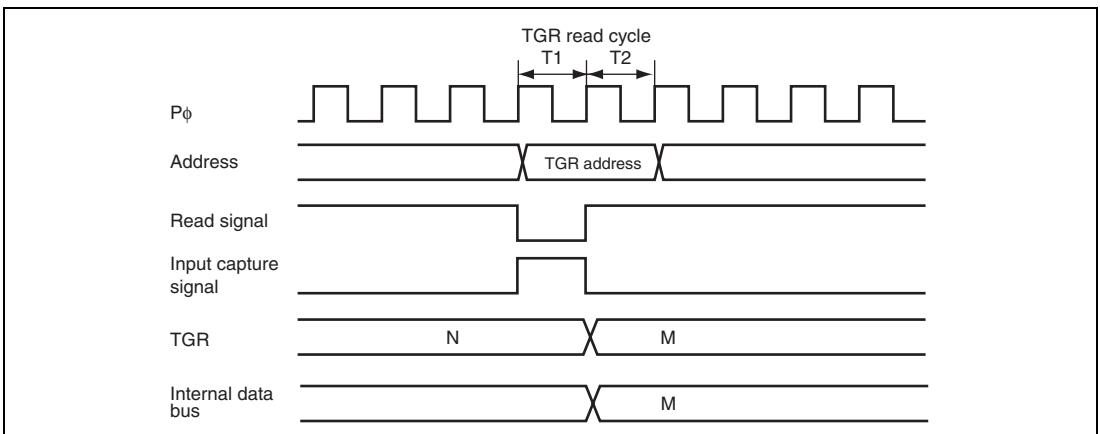 TGR read cycle
T1 T2
Pϕ
Address
TGR address
Read signal
Input capture
signal
TGR
N M
Internal data
bus
M